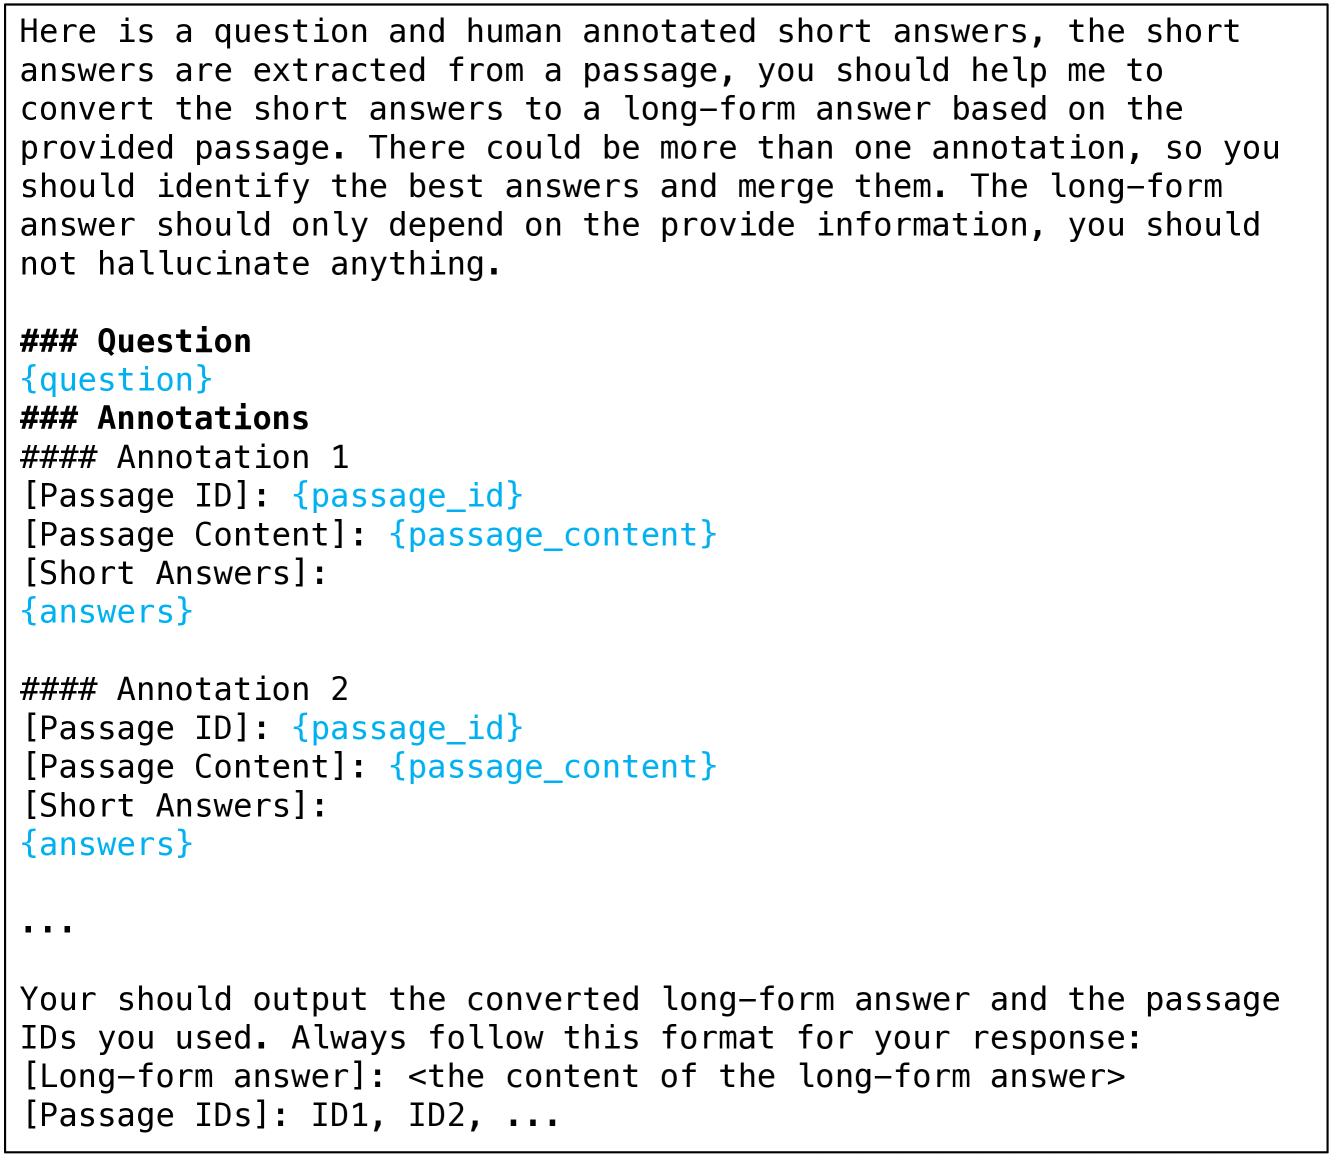 Here is a question and human annotated short answers, the short
answers are extracted from a passage, you should help me to
convert the short answers to a long-form answer based on the
provided passage. There could be more than one annotation, so you
should identify the best answers and merge them. The long-form
answer should only depend on the provide information, you should
not hallucinate anything.
### Question
{question}
### Annotations
#### Annotation 1
[Passage ID]: {passage_id}
[Passage Content]: {passage_content}
[Short Answers]:
{answers}
#### Annotation 2
[Passage ID]: {passage_id}
[Passage Content]: {passage_content}
[Short Answers]:
{answers}
...
Your should output the converted long-form answer and the passage
IDs you used. Always follow this format for your response:
[Long-form answer]: <the content of the long-form answer>
[Passage IDs]: ID1, ID2, ...